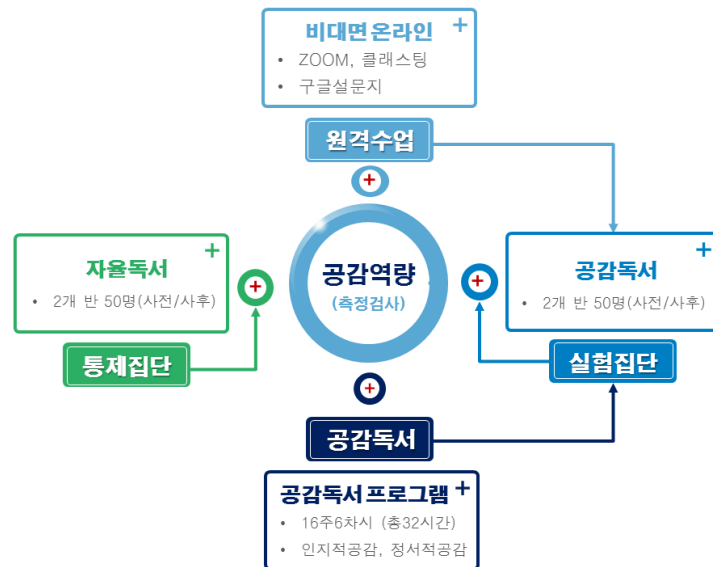 비대면 온라인 +
• ZOOM, 클래스팅
• 구글설문지
원격수업
+
자율독서 +
• 2개 반 50명(사전/사후)
통제집단
+
공감역량
(측정검사)
+
공감독서 +
• 2개 반 50명(사전/사후)
실험집단
+
공감독서
공감독서 프로그램 +
• 16주6차시 (총32시간)
• 인지적공감, 정서적공감